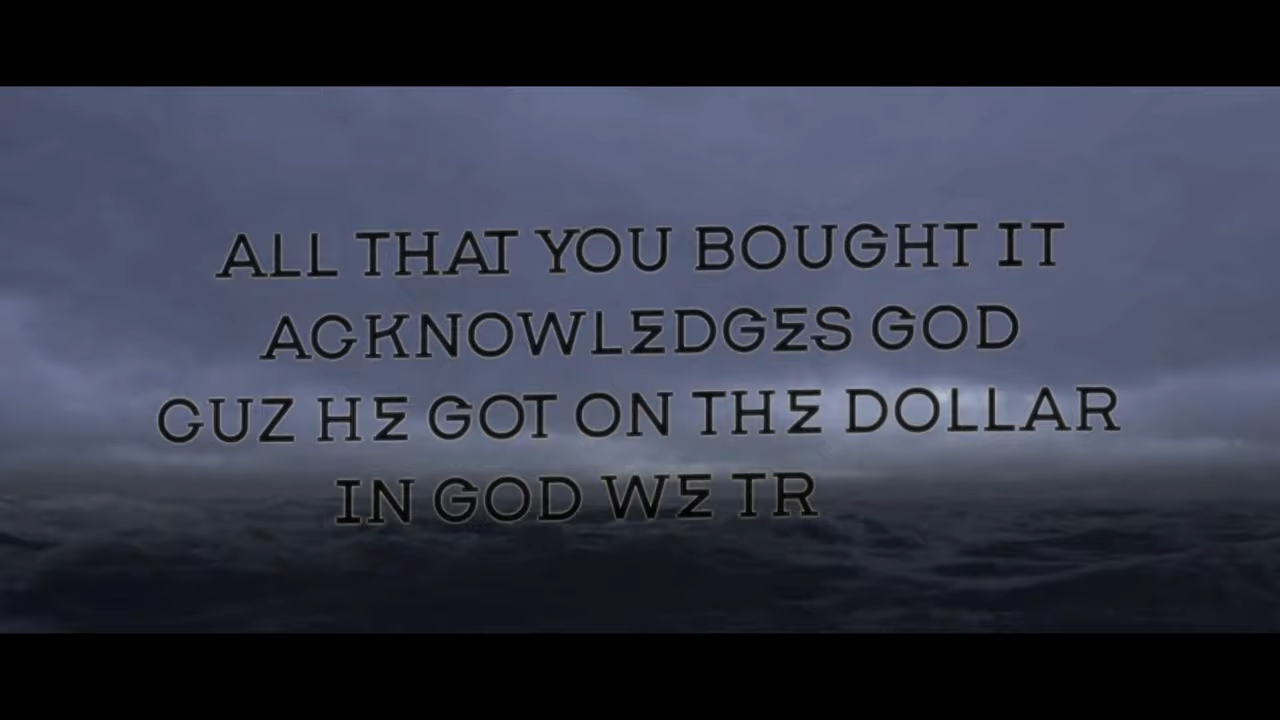 ALL THAT YOU BOUGHT IT
ACKNOWLEDGES GOD
CUZ HE GOT ON THE DOLLAR
IN GOD WE TR